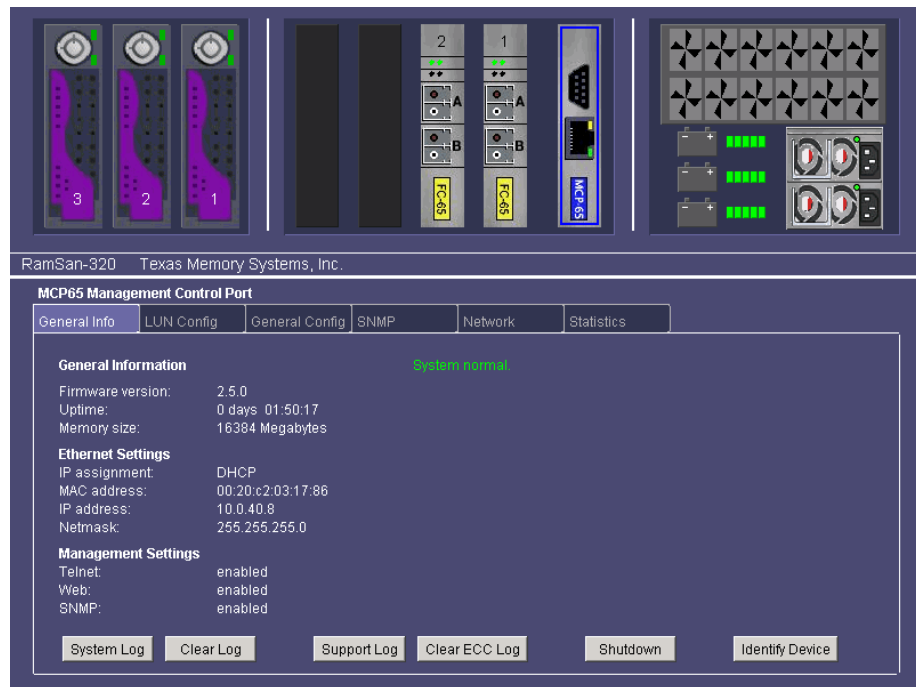 3 2 1
2 1
A A
B B
FC-65 FC-65 MCP-65
- +
- +
- +
RamSan-320 Texas Memory Systems, Inc.
MCP65 Management Control Port
General Info LUN Config General Config SNMP Network Statistics
General Information System normal.
Firmware version: 2.5.0
Uptime: 0 days 01:50:17
Memory size: 16384 Megabytes
Ethernet Settings
IP assignment: DHCP
MAC address: 00:20:c2:03:17:86
IP address: 10.0.40.8
Netmask: 255.255.255.0
Management Settings
Telnet: enabled
Web: enabled
SNMP: enabled
System Log Clear Log Support Log Clear ECC Log Shutdown Identify Device